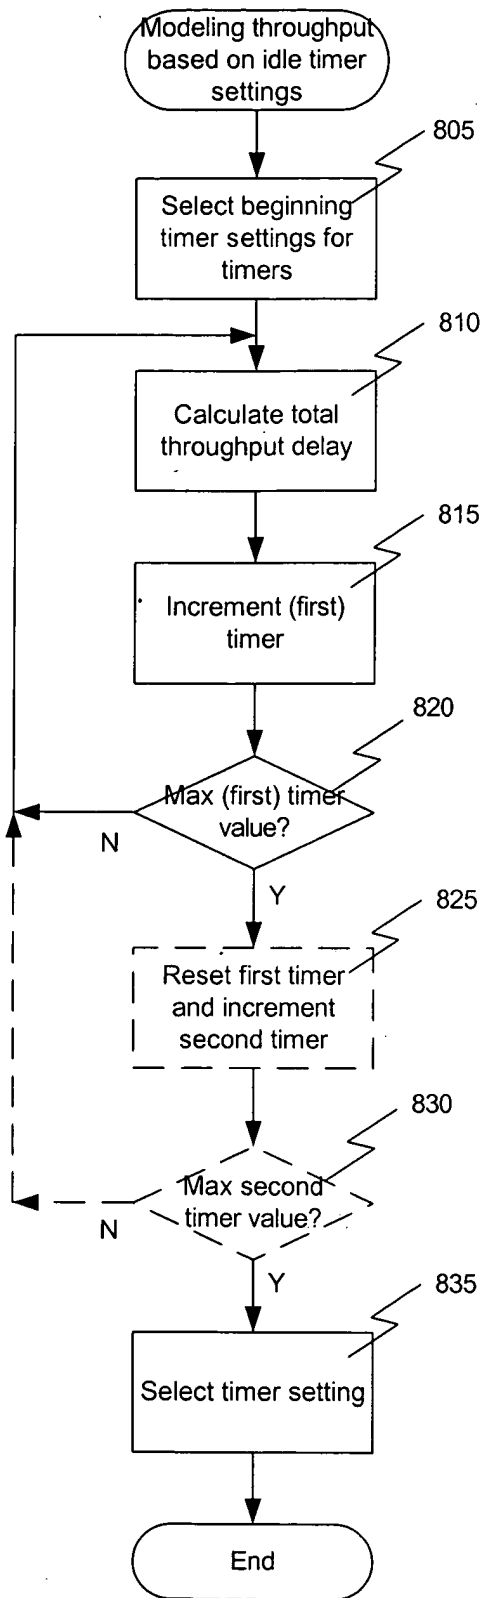 Modeling throughput
based on idle timer
settings
805
Select beginning
timer settings for
timers
810
Calculate total
throughput delay
815
Increment (first)
timer
820
Max (first) timer
value?
N
Y
825
Reset first timer
and increment
second timer
830
Max second
timer value?
N
Y
835
Select timer setting
End